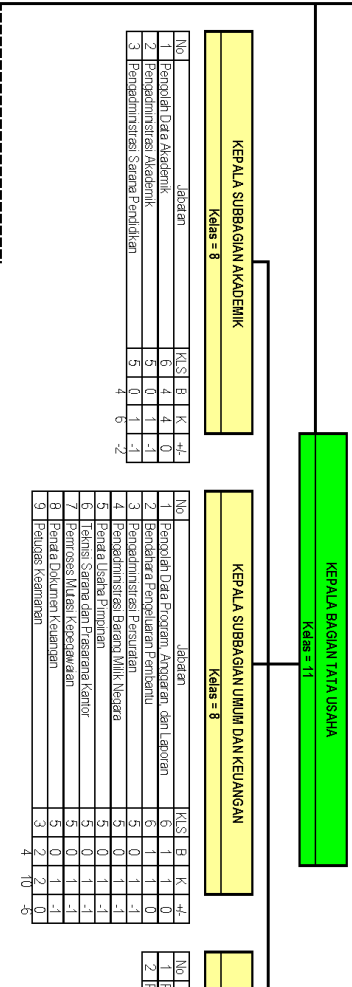 KEPALA BAGIAN TATA USAHA
Kelas = 11
KEPALA SUBBAGIAN AKADEMIK
Kelas = 8
No Jabatan KLS B K +/-
1 Pengolah Data Akademik 6 4 4 0
2 Pengadministrasi Akademik 5 0 1 -1
3 Pengadministrasi Sarana Pendidikan 5 0 1 -1
4 6 -2
KEPALA SUBBAGIAN UMUM DAN KEUANGAN
Kelas = 8
No Jabatan KLS B K +/-
1 Pengolah Data Program, Anggaran, dan Laporan 6 1 1 0
2 Bendahara Pengeluaran Pembantu 6 1 1 0
3 Pengadministrasi Persuratan 5 0 1 -1
4 Pengadministrasi Barang Milik Negara 5 0 1 -1
5 Penata Usaha Pimpinan 5 0 1 -1
6 Teknisi Sarana dan Prasarana Kantor 5 0 1 -1
7 Pemroses Mutasi Kepegawaian 5 0 1 -1
8 Penata Dokumen Keuangan 5 0 1 -1
9 Petugas Keamanan 3 2 2 0
4 10 -6
No
1
2